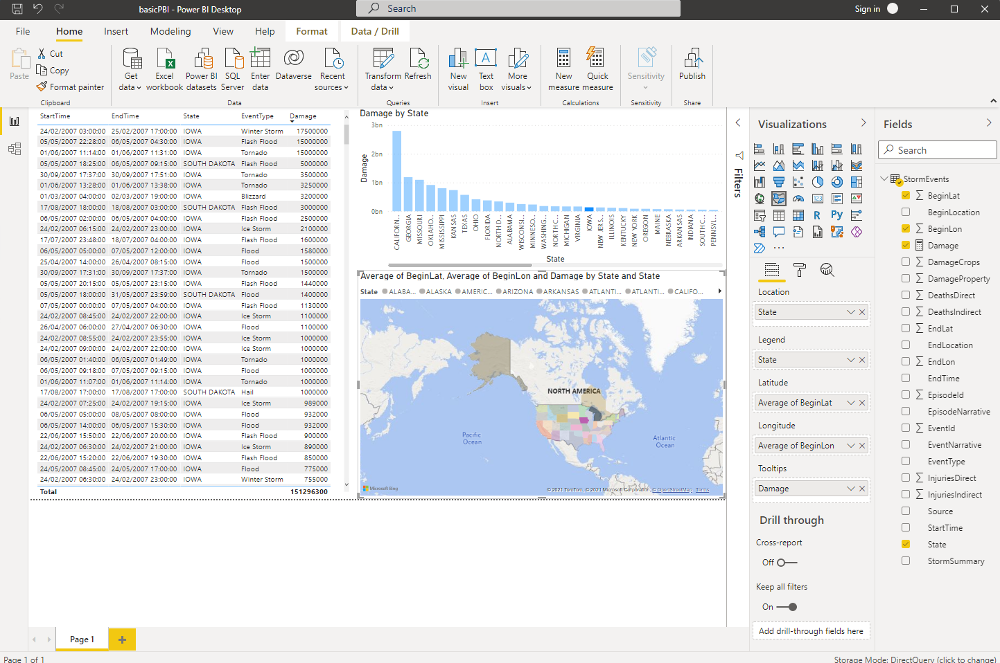 basicPBI - Power BI Desktop
Search
Sign in
File
Home
Insert
Modeling
View
Help
Format
Data / Drill
Paste
Cut
Copy
Format painter
Get data
Excel workbook
Power BI datasets
SQL Server
Enter data
Dataverse
Recent sources
Transform data
Refresh
New visual
Text box
More visuals
New measure
Quick measure
Sensitivity
Publish
Clipboard
Data
Queries
Insert
Calculations
Sensitivity
Share
StartTime EndTime State EventType Damage
24/02/2007 03:00:00 25/02/2007 17:00:00 IOWA Winter Storm 17500000
05/05/2007 22:28:00 06/05/2007 04:30:00 IOWA Flash Flood 15000000
01/06/2007 11:14:00 01/06/2007 11:31:00 IOWA Tornado 15000000
05/05/2007 18:25:00 06/05/2007 09:15:00 SOUTH DAKOTA Flash Flood 5000000
30/09/2007 17:37:00 30/09/2007 17:51:00 IOWA Tornado 3500000
01/06/2007 13:28:00 01/06/2007 13:38:00 IOWA Tornado 3250000
01/03/2007 04:00:00 02/03/2007 19:00:00 IOWA Blizzard 3200000
17/08/2007 18:00:00 18/08/2007 03:00:00 SOUTH DAKOTA Flash Flood 3000000
06/05/2007 02:00:00 06/05/2007 04:00:00 IOWA Flash Flood 2500000
24/02/2007 06:15:00 24/02/2007 23:00:00 IOWA Ice Storm 2100000
17/07/2007 23:48:00 18/07/2007 04:00:00 IOWA Flash Flood 1600000
06/05/2007 05:00:00 07/05/2007 12:00:00 IOWA Flood 1580000
25/04/2007 14:00:00 26/04/2007 08:15:00 IOWA Flood 1500000
30/09/2007 17:31:00 30/09/2007 17:37:00 IOWA Tornado 1500000
05/05/2007 20:15:00 05/05/2007 23:15:00 IOWA Flash Flood 1440000
05/05/2007 18:00:00 31/05/2007 23:59:00 SOUTH DAKOTA Flood 1400000
07/05/2007 00:00:00 07/05/2007 04:00:00 IOWA Flash Flood 1130000
24/02/2007 08:45:00 24/02/2007 22:00:00 IOWA Ice Storm 1100000
26/04/2007 06:00:00 27/04/2007 06:30:00 IOWA Flood 1100000
24/02/2007 08:55:00 24/02/2007 23:55:00 IOWA Ice Storm 1000000
24/02/2007 09:00:00 24/02/2007 22:00:00 IOWA Ice Storm 1000000
06/05/2007 01:40:00 06/05/2007 01:49:00 IOWA Tornado 1000000
06/05/2007 09:18:00 07/05/2007 09:15:00 IOWA Flood 1000000
01/06/2007 11:07:00 01/06/2007 11:14:00 IOWA Tornado 1000000
17/08/2007 17:00:00 17/08/2007 17:00:00 SOUTH DAKOTA Hail 1000000
24/02/2007 07:25:00 24/02/2007 19:15:00 IOWA Ice Storm 989000
06/05/2007 05:00:00 08/05/2007 08:00:00 IOWA Flood 932000
06/05/2007 14:00:00 06/05/2007 15:30:00 IOWA Flood 932000
22/06/2007 15:50:00 22/06/2007 20:00:00 IOWA Flash Flood 900000
24/02/2007 06:30:00 24/02/2007 21:00:00 IOWA Ice Storm 890000
22/06/2007 15:20:00 22/06/2007 19:30:00 IOWA Flash Flood 850000
24/05/2007 08:45:00 24/05/2007 17:00:00 IOWA Flood 775000
24/02/2007 06:30:00 24/02/2007 23:00:00 IOWA Winter Storm 755000
Total 151296300
Damage by State
3bn
2bn
1bn
0bn
Damage
CALIFORN...
GEORGIA
MISSOURI
OKLAHO...
MISSISSIPPI
KANSAS
TEXAS
OHIO
FLORIDA
NORTH D...
ALABAMA
WISCONSI...
MINNESO...
WASHING...
NORTH C...
MICHIGAN
VIRGINIA
IOWA
NEW JERS...
ILLINOIS
KENTUCKY
NEW YORK
OREGON
MAINE
NEBRASKA
ARKANSAS
INDIANA
SOUTH C...
PENNSYL...
State
Average of BeginLat, Average of BeginLon and Damage by State and State
State ALABA... ALASKA AMERIC... ARIZONA ARKANSAS ATLANTI... ATLANTI... CALIFO...
NORTH AMERICA
Pacific
Ocean
Atlantic
Ocean
Microsoft Bing
© 2021 TomTom, © 2021 Microsoft Corporation, © OpenStreetMap Terms
Filters
Visualizations
R
Py
123
Location
State
Legend
State
Latitude
Average of BeginLat
Longitude
Average of BeginLon
Tooltips
Damage
Drill through
Cross-report
Off
Keep all filters
On
Add drill-through fields here
Fields
Search
StormEvents
BeginLat
BeginLocation
BeginLon
Damage
DamageCrops
DamageProperty
DeathsDirect
DeathsIndirect
EndLat
EndLocation
EndLon
EndTime
EpisodeId
EpisodeNarrative
EventId
EventNarrative
EventType
InjuriesDirect
InjuriesIndirect
Source
StartTime
State
StormSummary
Page 1
Page 1 of 1
Storage Mode: DirectQuery (click to change)